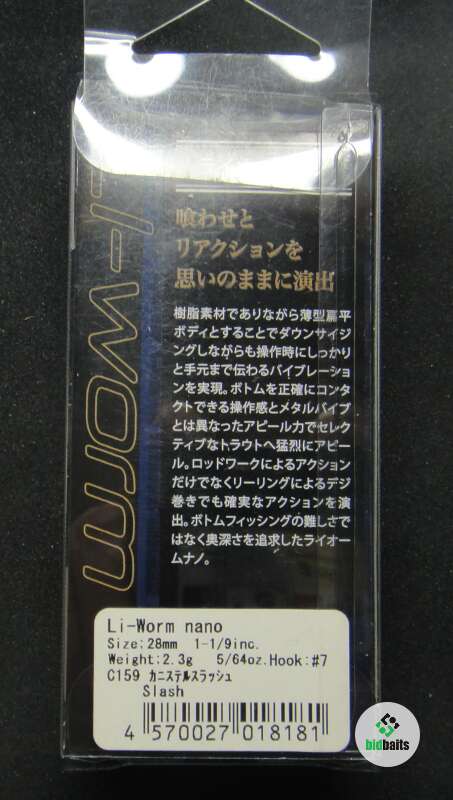 Li-worm
喰わせと
リアクションを
思いのままに演出
樹脂素材でありながら薄型扁平
ボディとすることでダウンサイジ
ングしながらも操作時にしっかり
と手元まで伝わるバイブレーショ
ンを実現。ボトムを正確にコンタ
クトできる操作感とメタルバイブ
とは異なったアピール力でセレク
ティブなトラウトへ猛烈にアピー
ル。ロッドワークによるアクション
だけでなくリーリングによるデジ
巻きでも確実なアクションを演
出。ボトムフィッシングの難しさで
はなく奥深さを追求したライオー
ムナノ。
Li-Worm nano
Size:28mm 1-1/9inc.
Weight:2.3g 5/64oz.Hook:#7
C159 ｶﾆｽﾃﾙｽﾗｯｼｭ
Slash
4 570027 018181
bidbaits